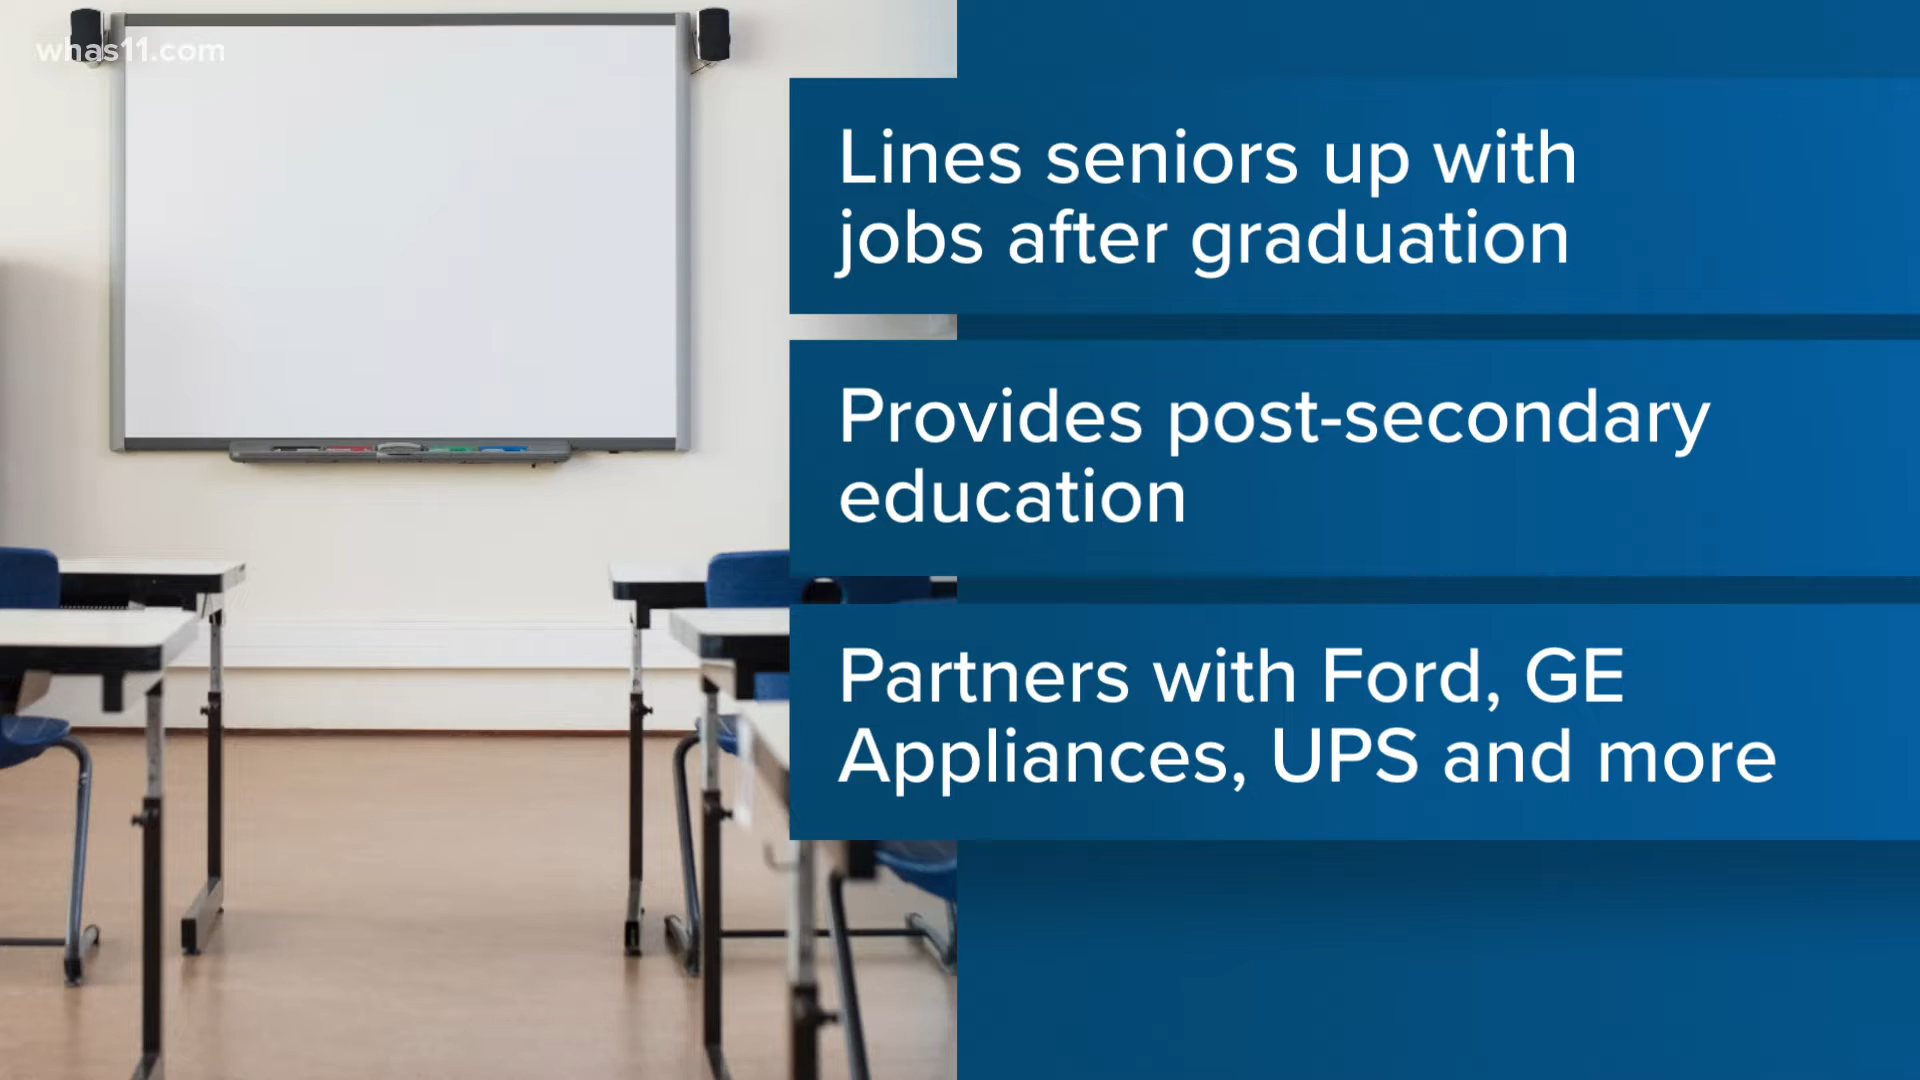 whas11.com
Lines seniors up with
jobs after graduation
Provides post-secondary
education
Partners with Ford, GE
Appliances, UPS and more